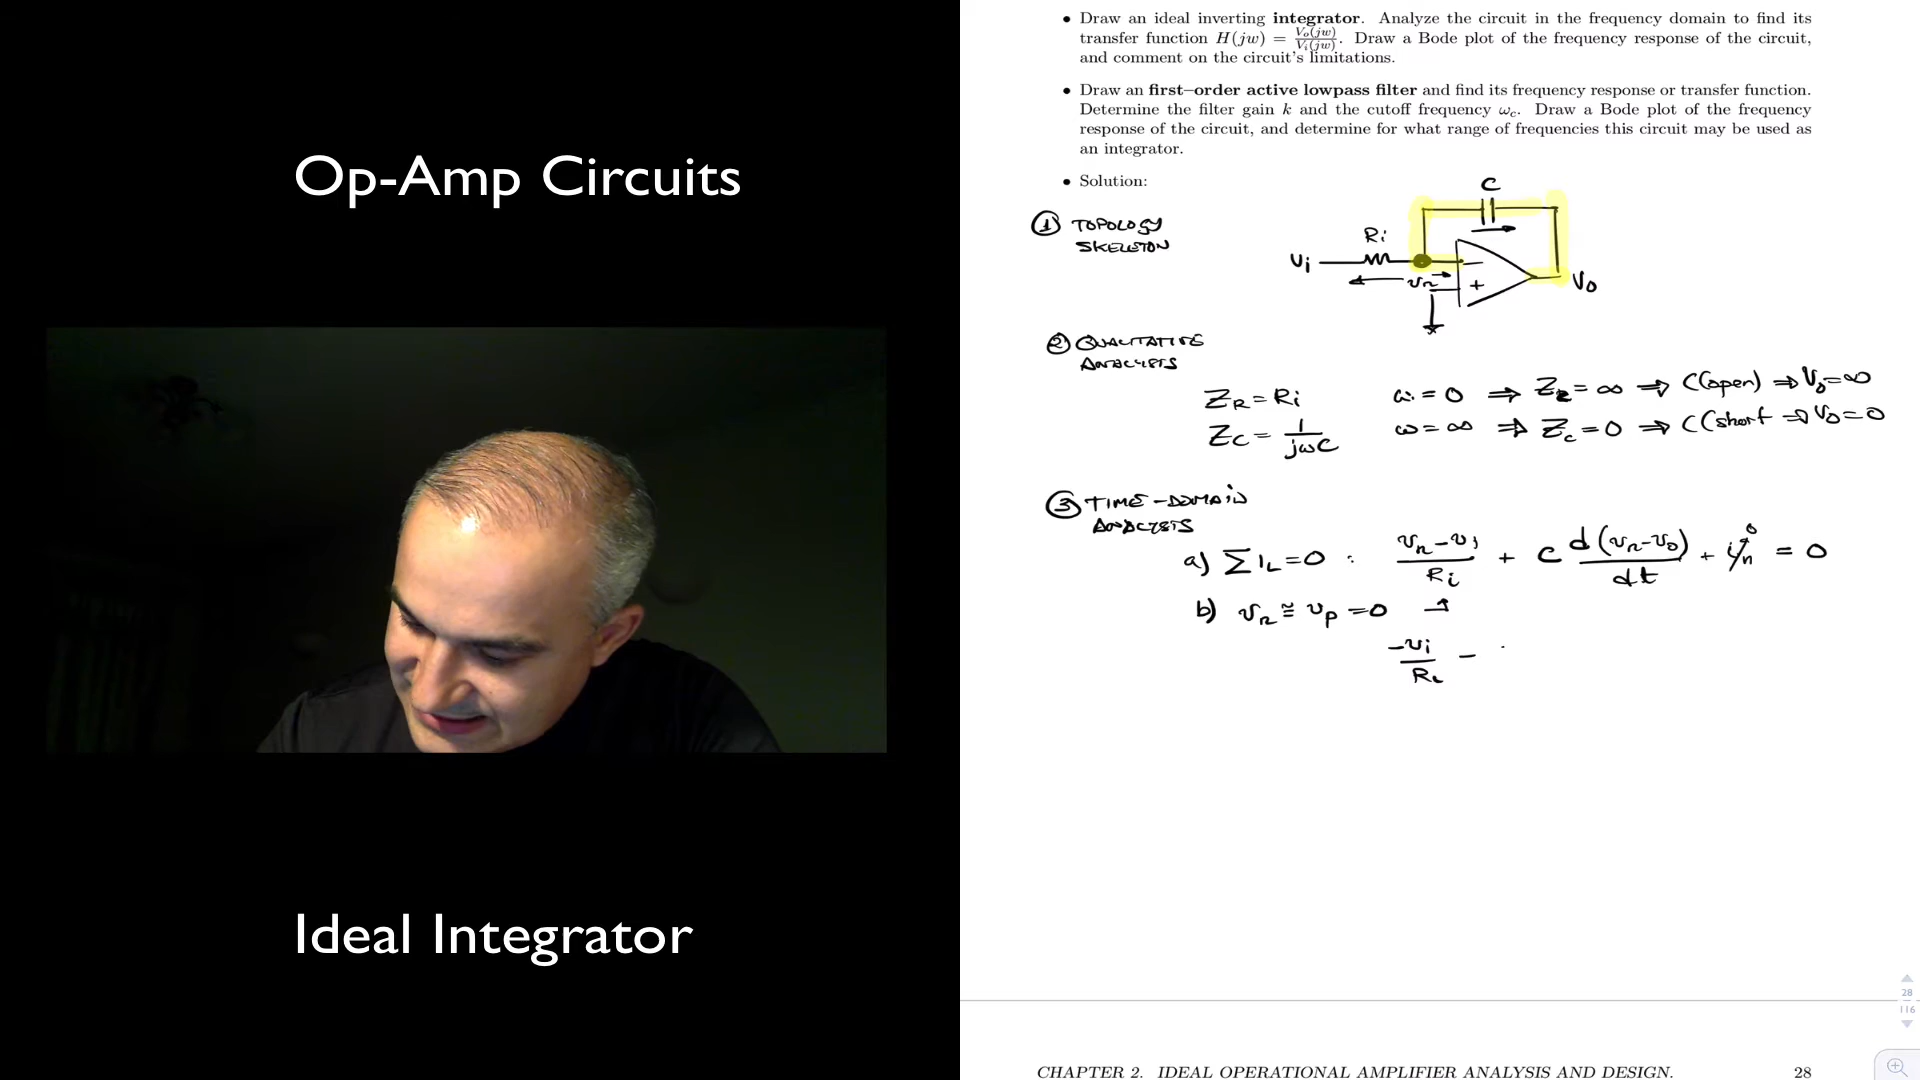 Op-Amp Circuits
Ideal Integrator
• Draw an ideal inverting integrator. Analyze the circuit in the frequency domain to find its
transfer function H(jw) = Vo(jw)/Vi(jw). Draw a Bode plot of the frequency response of the circuit,
and comment on the circuit's limitations.
• Draw an first–order active lowpass filter and find its frequency response or transfer function.
Determine the filter gain k and the cutoff frequency ωc. Draw a Bode plot of the frequency
response of the circuit, and determine for what range of frequencies this circuit may be used as
an integrator.
• Solution:
① TOPOLOGY
SKELETON
C
Ri
Vi
vn
−
+
Vo
② QUALITATIVE
ANALYSIS
ZR = Ri
ZC = 1/jωC
ω = 0 ⇒ Zc = ∞ ⇒ C(open) ⇒ Vo = ∞
ω = ∞ ⇒ Zc = 0 ⇒ C(short ⇒ Vo = 0
③ TIME-DOMAIN
ANALYSIS
a) ∑ IL = 0 : (vn − vi)/Ri + C d(vn − vo)/dt + in 0 = 0
b) vn ≅ vp = 0 →
−vi/Ri −
28
116
CHAPTER 2. IDEAL OPERATIONAL AMPLIFIER ANALYSIS AND DESIGN.
28